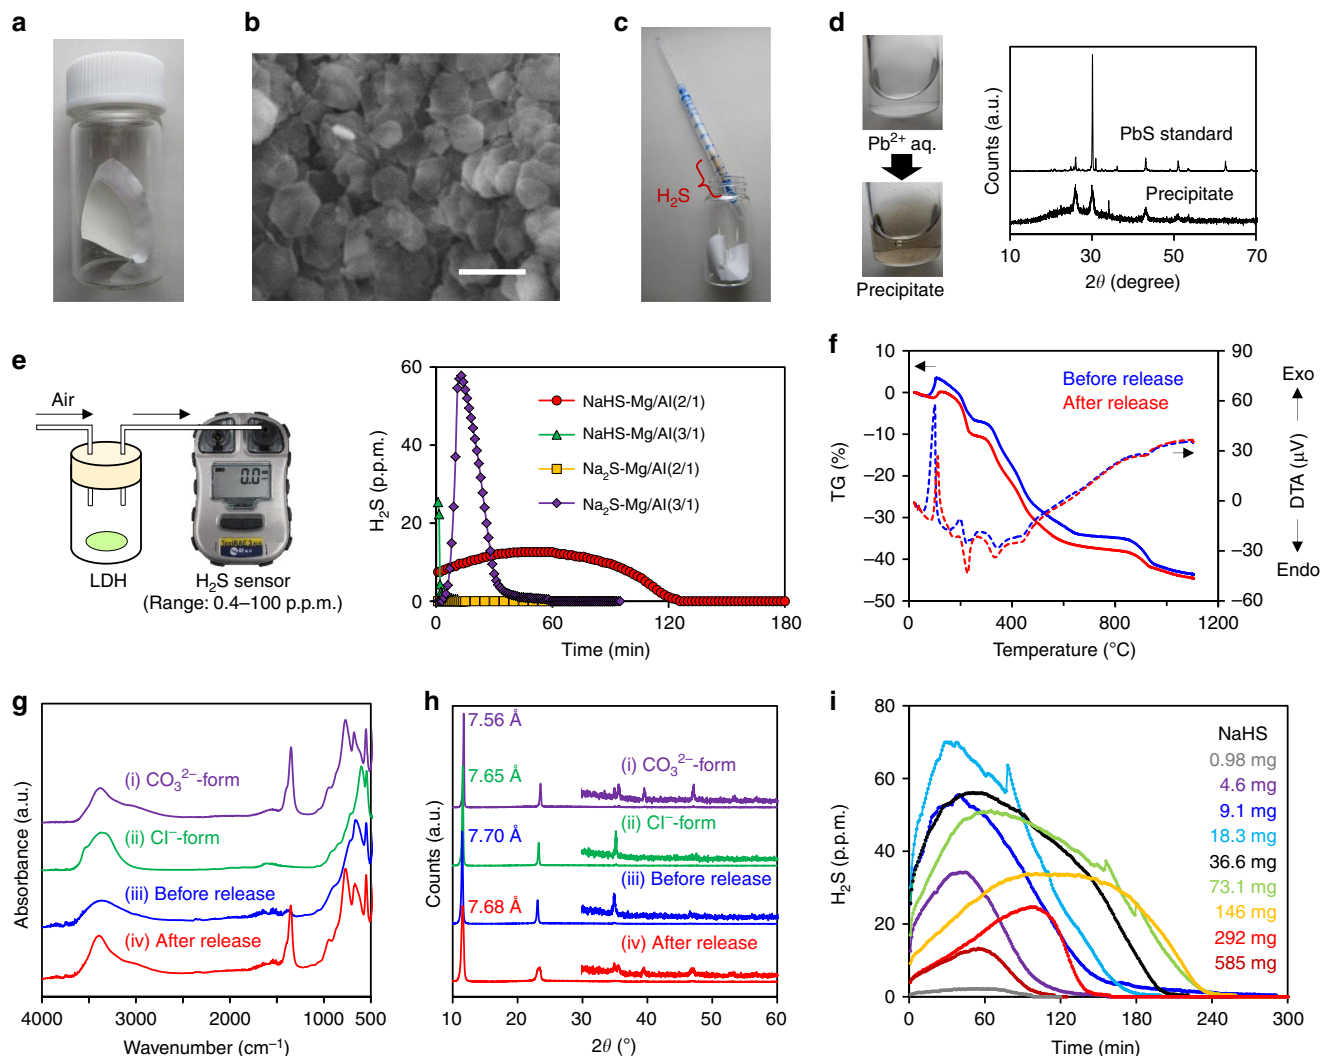 a
b
c
d
H2S
Pb2+ aq.
Precipitate
Counts (a.u.)
PbS standard
Precipitate
10 30 50 70
2θ (degree)
e
Air
LDH
0.0
H2S sensor
(Range: 0.4–100 p.p.m.)
H2S (p.p.m.)
60
40
20
0
NaHS-Mg/Al(2/1)
NaHS-Mg/Al(3/1)
Na2S-Mg/Al(2/1)
Na2S-Mg/Al(3/1)
0 60 120 180
Time (min)
f
TG (%)
10
0
−10
−20
−30
−40
−50
Before release
After release
90
60
30
0
−30
−60
DTA (μV)
Exo
Endo
0 400 800 1200
Temperature (°C)
g
Absorbance (a.u.)
(i) CO3 2−-form
(ii) Cl−-form
(iii) Before release
(iv) After release
4000 3000 2000 1000 500
Wavenumber (cm−1)
h
Counts (a.u.)
7.56 Å
(i) CO3 2−-form
7.65 Å
(ii) Cl−-form
7.70 Å
(iii) Before release
7.68 Å
(iv) After release
10 20 30 40 50 60
2θ (°)
i
H2S (p.p.m.)
80
60
40
20
0
NaHS
0.98 mg
4.6 mg
9.1 mg
18.3 mg
36.6 mg
73.1 mg
146 mg
292 mg
585 mg
0 60 120 180 240 300
Time (min)